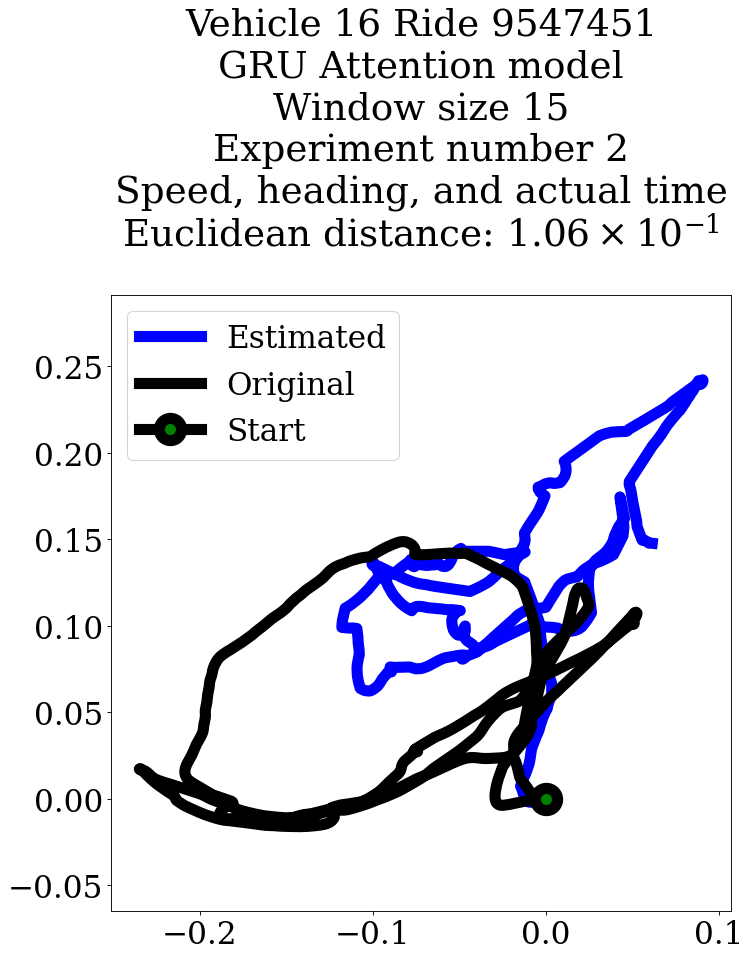 Vehicle 16 Ride 9547451
GRU Attention model
Window size 15
Experiment number 2
Speed, heading, and actual time
Euclidean distance: 1.06 × 10⁻¹
Estimated
Original
Start
0.25
0.20
0.15
0.10
0.05
0.00
−0.05
−0.2 −0.1 0.0 0.1